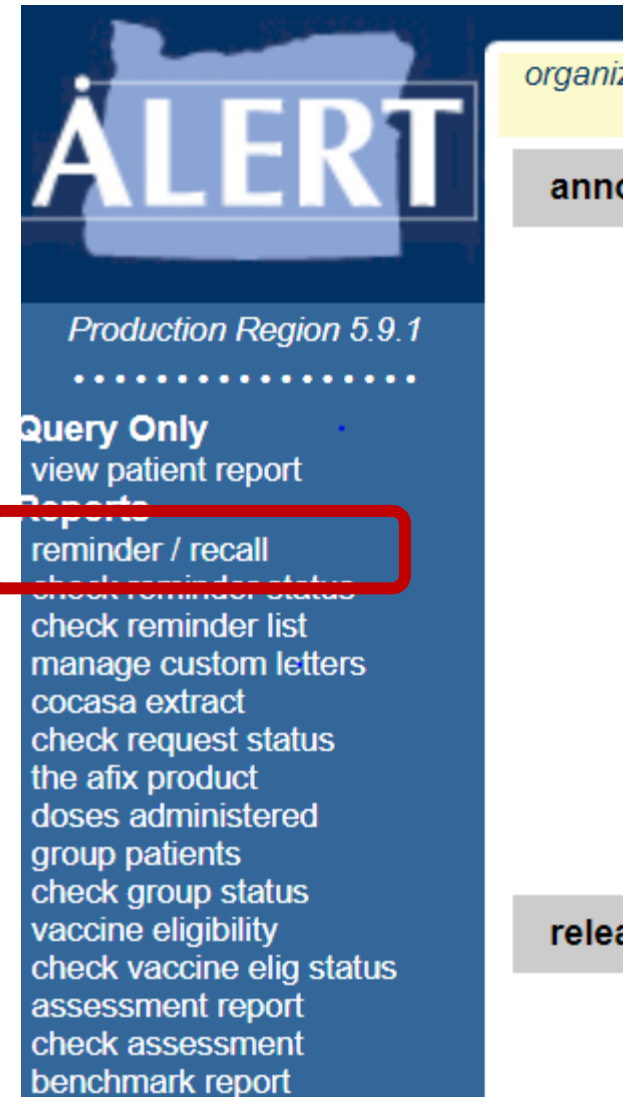 ALERT
organiz
anno
Production Region 5.9.1
Query Only
view patient report
Reports
reminder / recall
check reminder status
check reminder list
manage custom letters
cocasa extract
check request status
the afix product
doses administered
group patients
check group status
vaccine eligibility
check vaccine elig status
assessment report
check assessment
benchmark report
relea